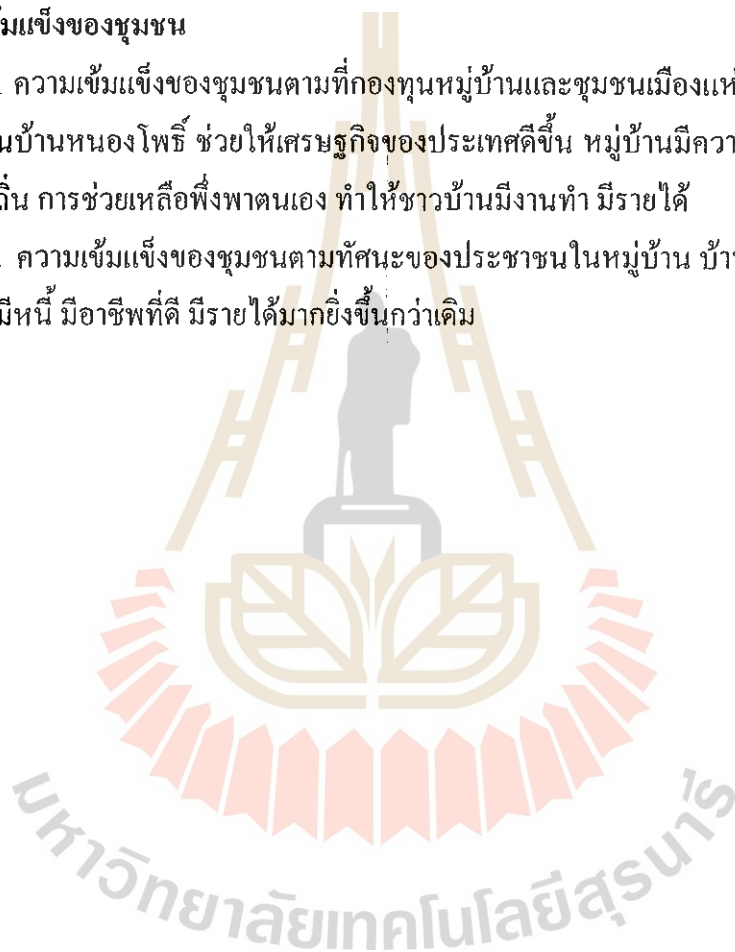 มแข็งของชุมชน
ความเข้มแข็งของชุมชนตามที่กองทุนหมู่บ้านและชุมชนเมืองแห่
นบ้านหนองโพธิ์ ช่วยให้เศรษฐกิจของประเทศดีขึ้น หมู่บ้านมีควา
ถิ่น การช่วยเหลือพึ่งพาตนเอง ทำให้ชาวบ้านมีงานทำ มีรายได้
ความเข้มแข็งของชุมชนตามทัศนะของประชาชนในหมู่บ้าน บ้า
มีหนี้ มีอาชีพที่ดี มีรายได้มากยิ่งขึ้นกว่าเดิม
มหาวิทยาลัยเทคโนโลยีสุรนารี